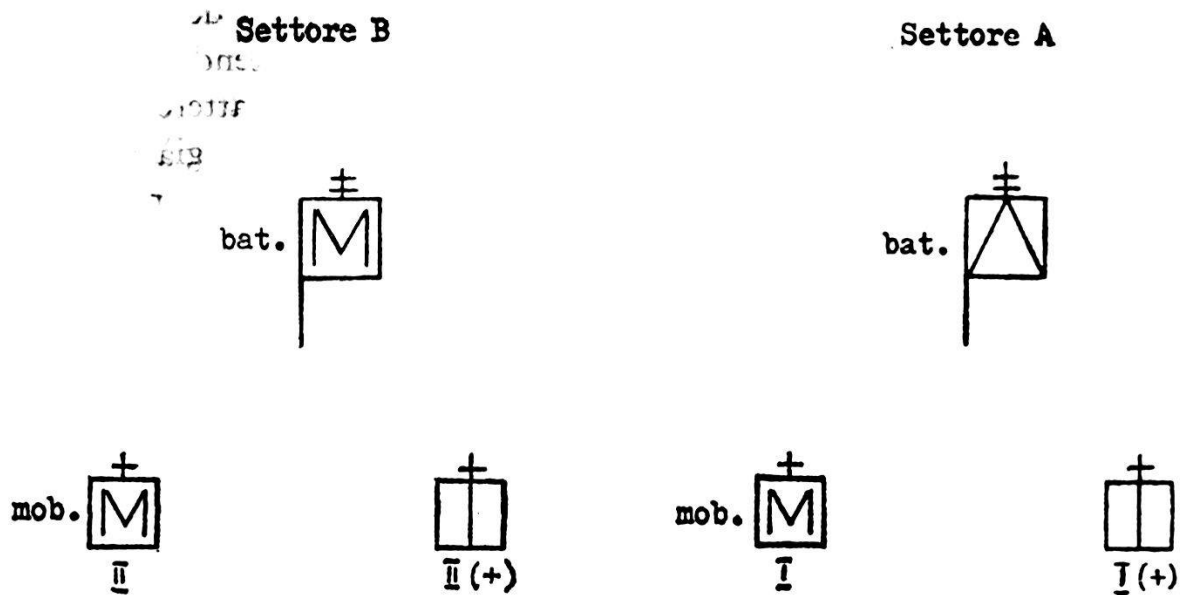 Settore B
Settore A
bat.
M
bat.
mob.
M
II
II (+)
mob.
M
I
I (+)